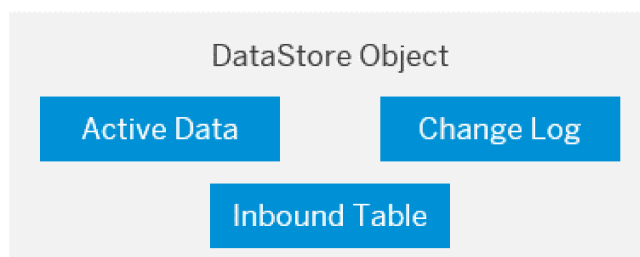 DataStore Object
Active Data
Change Log
Inbound Table